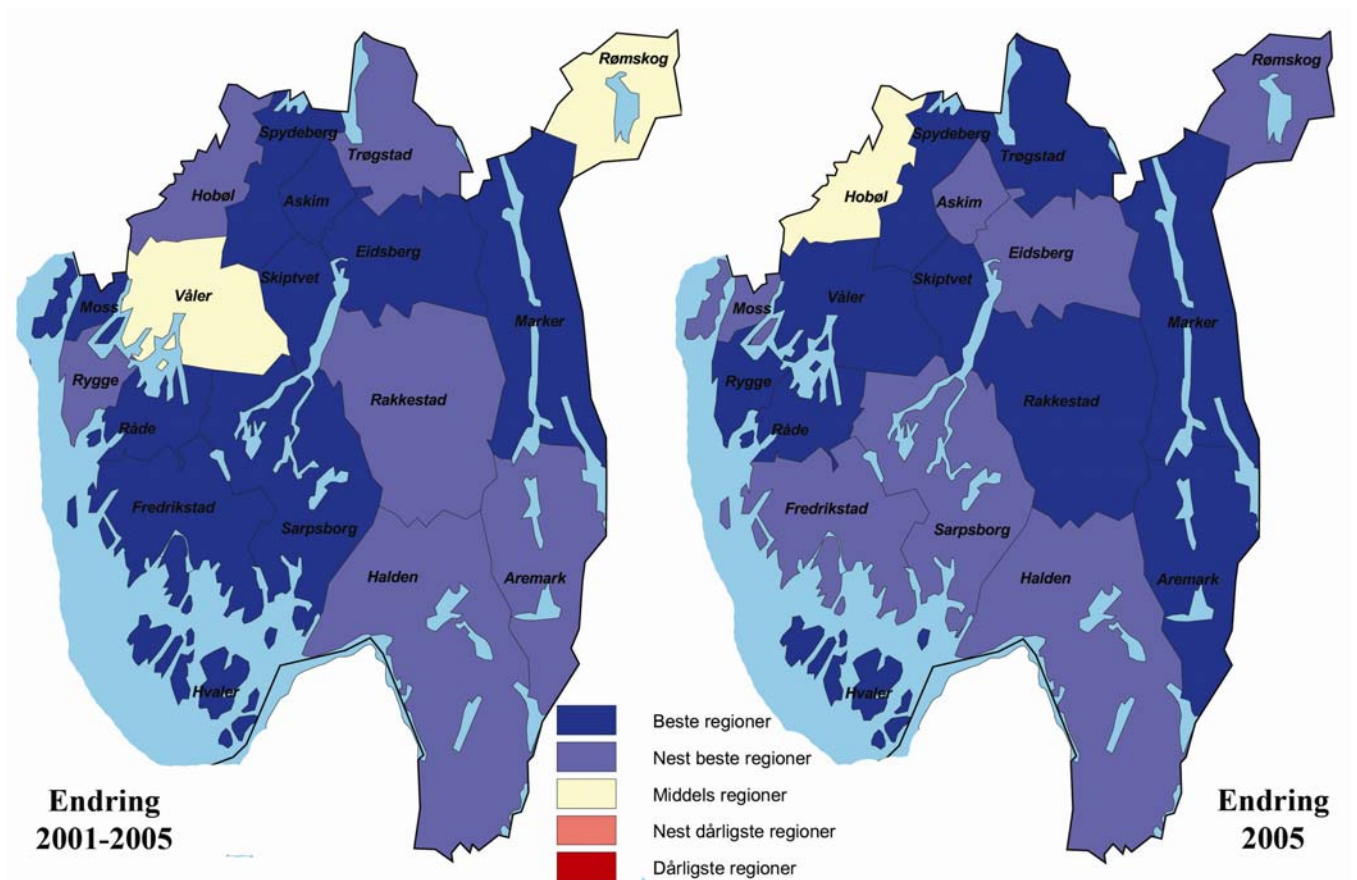 Rømskog
Spydeberg
Trøgstad
Hobøl
Askim
Eidsberg
Skiptvet
Våler
Moss
Marker
Rygge
Rakkestad
Råde
Fredrikstad
Sarpsborg
Halden
Aremark
Hvaler
Endring
2001-2005
Rømskog
Spydeberg
Trøgstad
Hobøl
Askim
Eidsberg
Skiptvet
Våler
Moss
Marker
Rygge
Rakkestad
Råde
Fredrikstad
Sarpsborg
Halden
Aremark
Hvaler
Beste regioner
Nest beste regioner
Middels regioner
Nest dårligste regioner
Dårligste regioner
Endring
2005